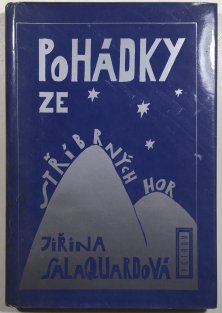 POHÁDKY
ZE
STŘÍBRNÝCH HOR
JIŘINA
SALAQUARDOVÁ